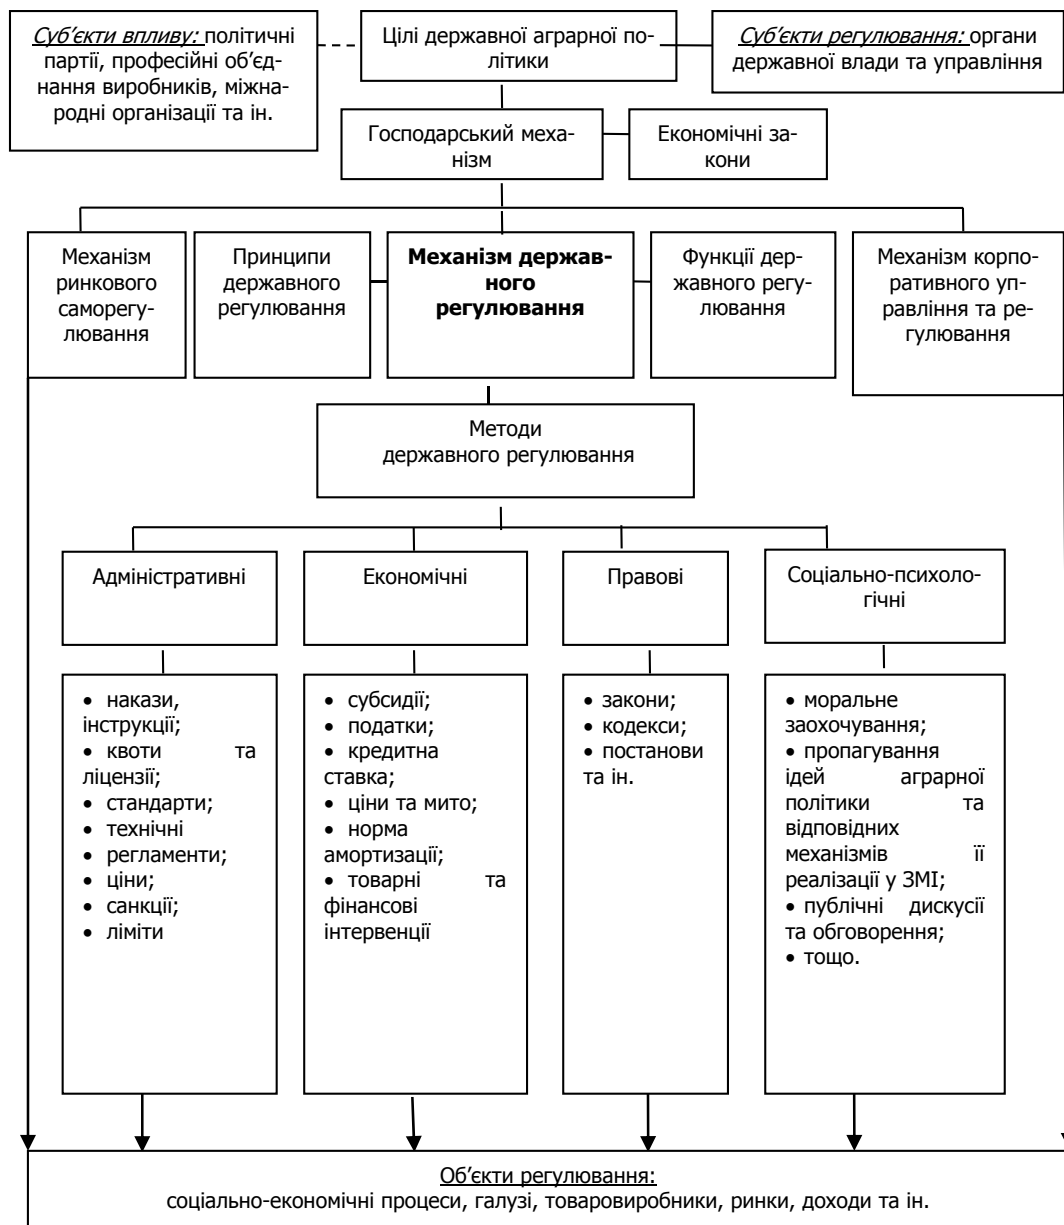 Суб’єкти впливу: політичні
партії, професійні об’єд-
нання виробників, міжна-
родні організації та ін.
Цілі державної аграрної по-
літики
Суб’єкти регулювання: органи
державної влади та управління
Господарський меха-
нізм
Економічні за-
кони
Механізм
ринкового
саморегу-
лювання
Принципи
державного
регулювання
Механізм держав-
ного
регулювання
Функції дер-
жавного регу-
лювання
Механізм корпо-
ративного уп-
равління та ре-
гулювання
Методи
державного регулювання
Адміністративні
Економічні
Правові
Соціально-психоло-
гічні
• накази,
інструкції;
• квоти та
ліцензії;
• стандарти;
• технічні
• регламенти;
• ціни;
• санкції;
• ліміти
• субсидії;
• податки;
• кредитна
ставка;
• ціни та мито;
• норма
амортизації;
• товарні та
фінансові
інтервенції
• закони;
• кодекси;
• постанови
та ін.
• моральне
заохочування;
• пропагування
ідей аграрної
політики та
відповідних
механізмів її
реалізації у ЗМІ;
• публічні дискусії
та обговорення;
• тощо.
Об’єкти регулювання:
соціально-економічні процеси, галузі, товаровиробники, ринки, доходи та ін.